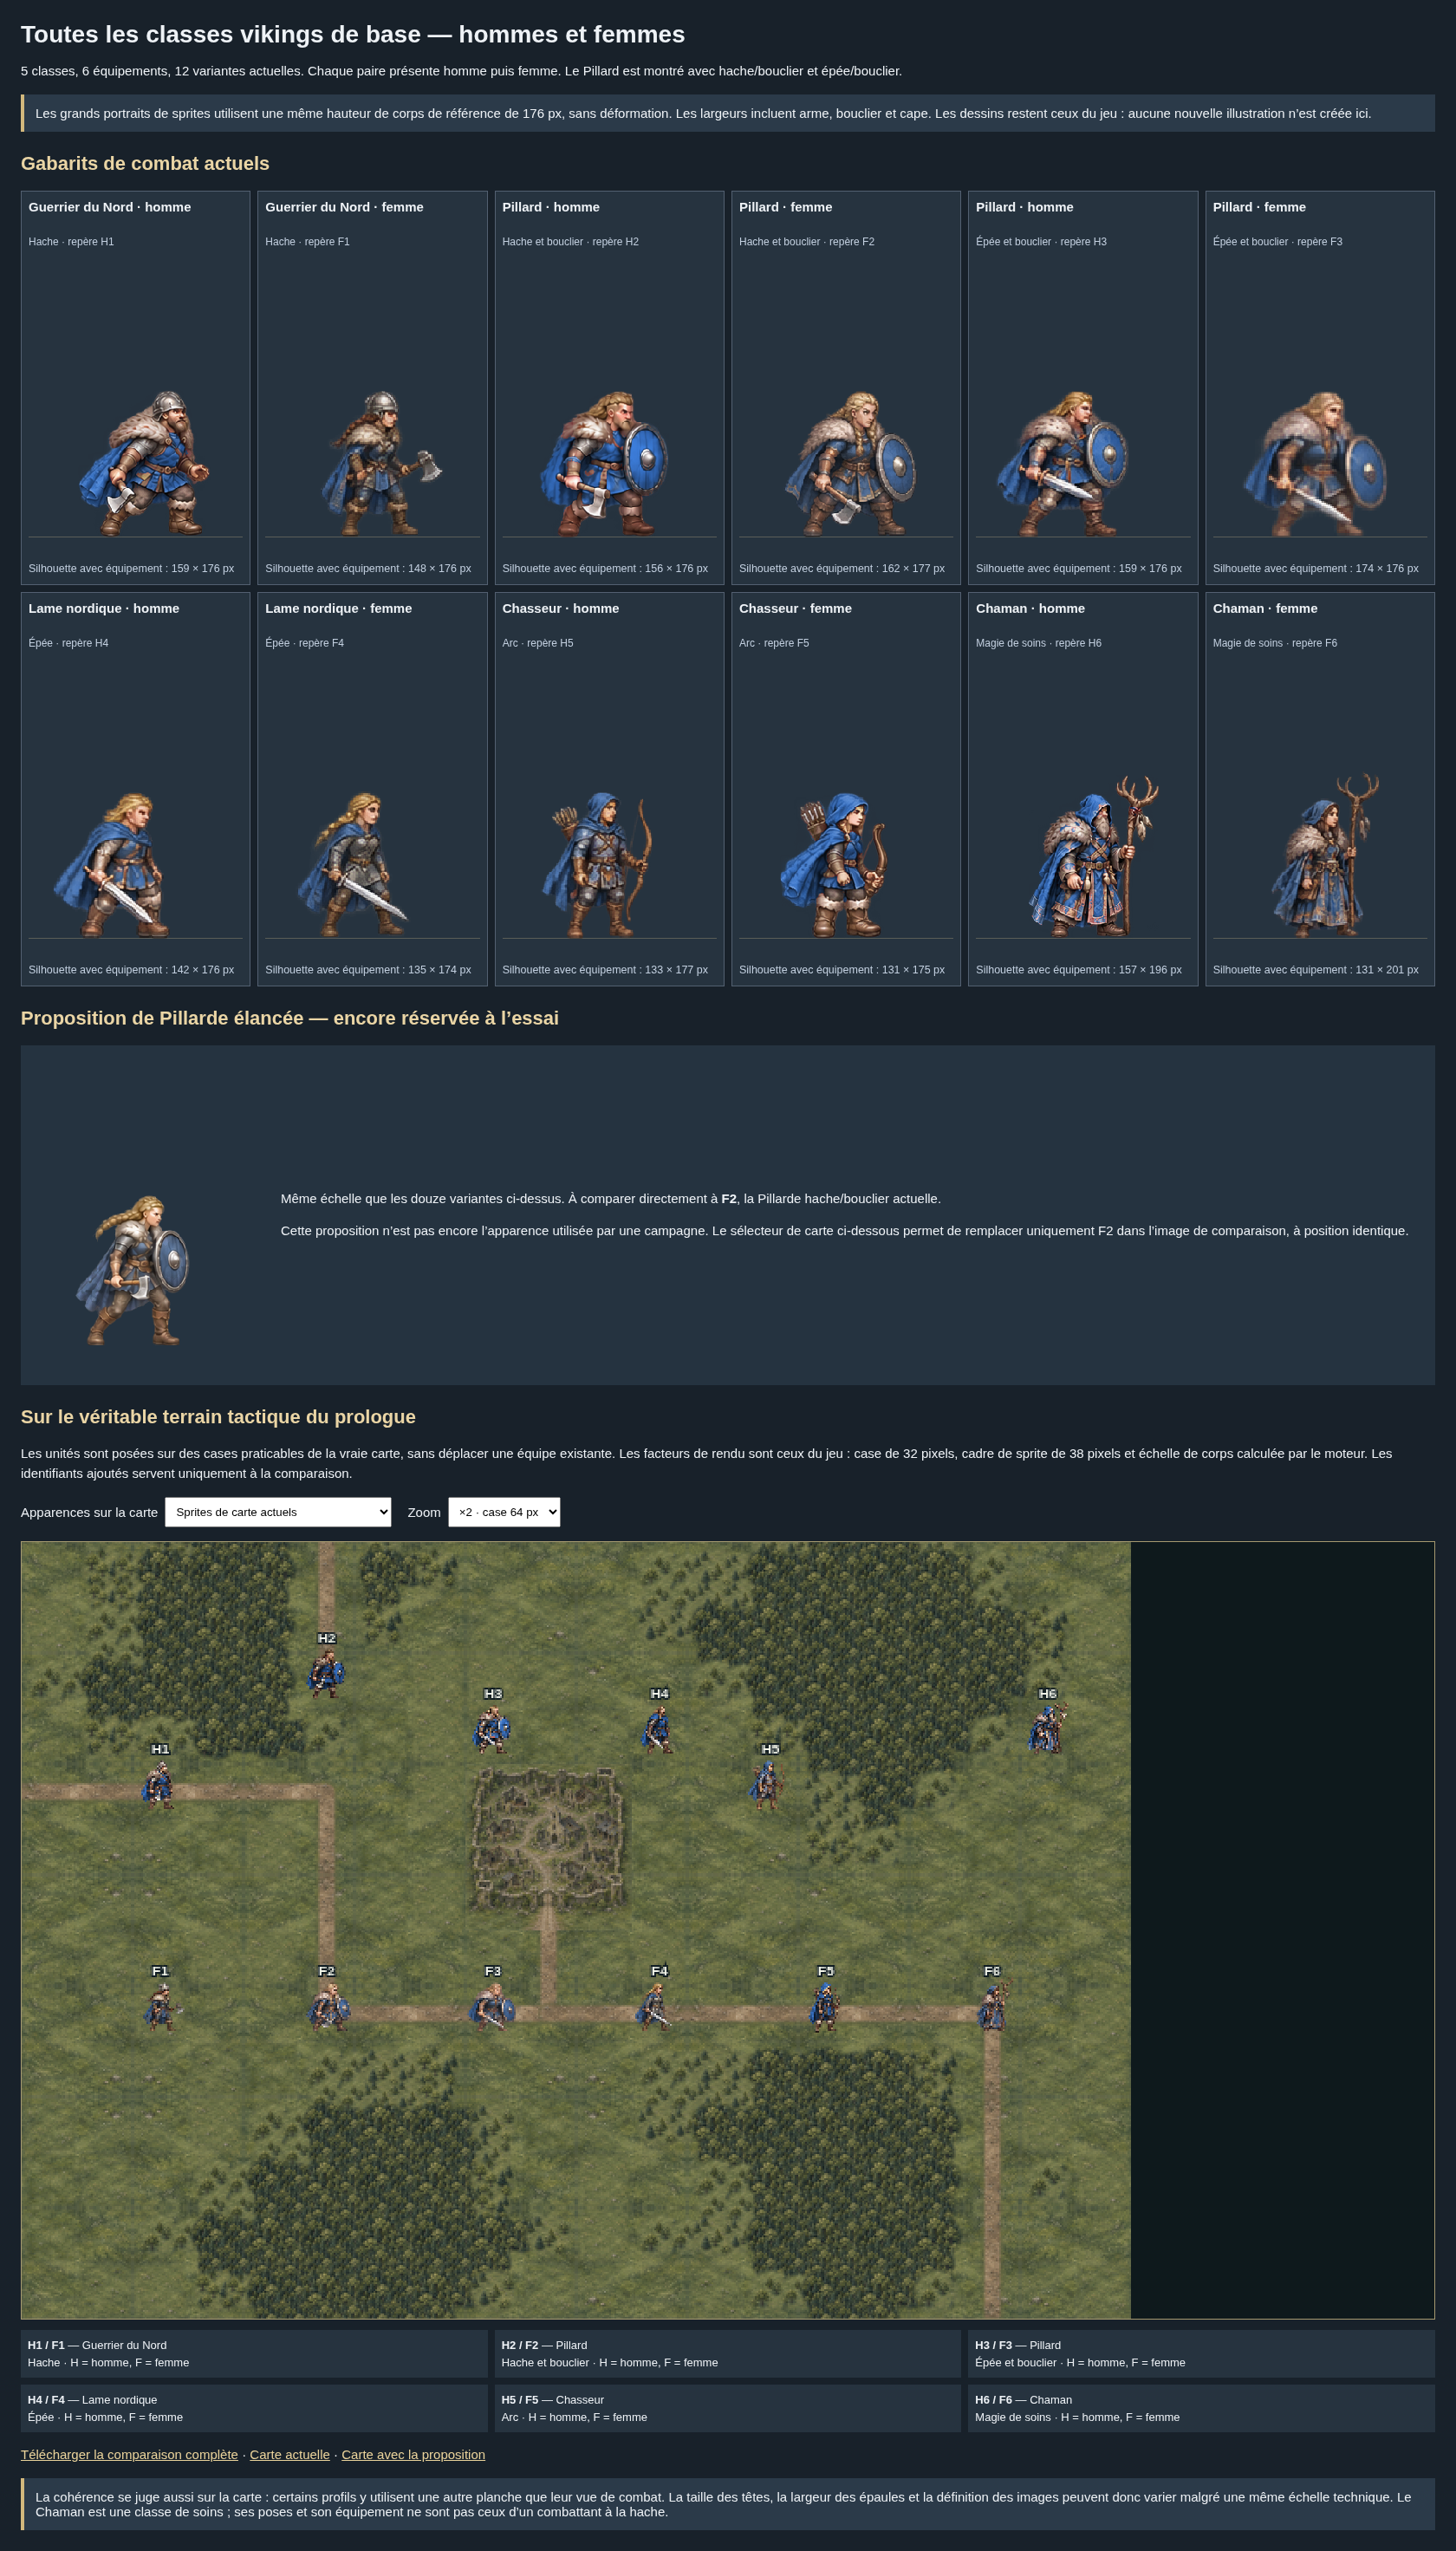 Toutes les classes vikings de base — hommes et femmes
5 classes, 6 équipements, 12 variantes actuelles. Chaque paire présente homme puis femme. Le Pillard est montré avec hache/bouclier et épée/bouclier.
Les grands portraits de sprites utilisent une même hauteur de corps de référence de 176 px, sans déformation. Les largeurs incluent arme, bouclier et cape. Les dessins restent ceux du jeu : aucune nouvelle illustration n’est créée ici.
Gabarits de combat actuels
Guerrier du Nord · homme
Hache · repère H1
Silhouette avec équipement : 159 × 176 px
Guerrier du Nord · femme
Hache · repère F1
Silhouette avec équipement : 148 × 176 px
Pillard · homme
Hache et bouclier · repère H2
Silhouette avec équipement : 156 × 176 px
Pillard · femme
Hache et bouclier · repère F2
Silhouette avec équipement : 162 × 177 px
Pillard · homme
Épée et bouclier · repère H3
Silhouette avec équipement : 159 × 176 px
Pillard · femme
Épée et bouclier · repère F3
Silhouette avec équipement : 174 × 176 px
Lame nordique · homme
Épée · repère H4
Silhouette avec équipement : 142 × 176 px
Lame nordique · femme
Épée · repère F4
Silhouette avec équipement : 135 × 174 px
Chasseur · homme
Arc · repère H5
Silhouette avec équipement : 133 × 177 px
Chasseur · femme
Arc · repère F5
Silhouette avec équipement : 131 × 175 px
Chaman · homme
Magie de soins · repère H6
Silhouette avec équipement : 157 × 196 px
Chaman · femme
Magie de soins · repère F6
Silhouette avec équipement : 131 × 201 px
Proposition de Pillarde élancée — encore réservée à l’essai
Même échelle que les douze variantes ci-dessus. À comparer directement à F2, la Pillarde hache/bouclier actuelle.
Cette proposition n’est pas encore l’apparence utilisée par une campagne. Le sélecteur de carte ci-dessous permet de remplacer uniquement F2 dans l’image de comparaison, à position identique.
Sur le véritable terrain tactique du prologue
Les unités sont posées sur des cases praticables de la vraie carte, sans déplacer une équipe existante. Les facteurs de rendu sont ceux du jeu : case de 32 pixels, cadre de sprite de 38 pixels et échelle de corps calculée par le moteur. Les
identifiants ajoutés servent uniquement à la comparaison.
Apparences sur la carte Sprites de carte actuels Zoom ×2 · case 64 px
H2
H3 H4 H6
H1 H5
F1 F2 F3 F4 F5 F6
H1 / F1 — Guerrier du Nord
Hache · H = homme, F = femme
H2 / F2 — Pillard
Hache et bouclier · H = homme, F = femme
H3 / F3 — Pillard
Épée et bouclier · H = homme, F = femme
H4 / F4 — Lame nordique
Épée · H = homme, F = femme
H5 / F5 — Chasseur
Arc · H = homme, F = femme
H6 / F6 — Chaman
Magie de soins · H = homme, F = femme
Télécharger la comparaison complète · Carte actuelle · Carte avec la proposition
La cohérence se juge aussi sur la carte : certains profils y utilisent une autre planche que leur vue de combat. La taille des têtes, la largeur des épaules et la définition des images peuvent donc varier malgré une même échelle technique. Le
Chaman est une classe de soins ; ses poses et son équipement ne sont pas ceux d’un combattant à la hache.